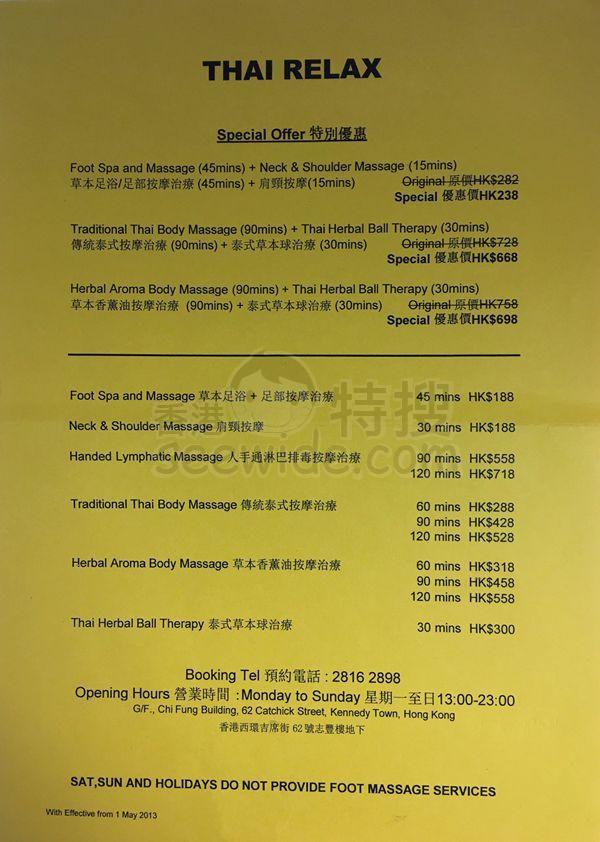 THAI RELAX
Special Offer 特別優惠
Foot Spa and Massage (45mins) + Neck & Shoulder Massage (15mins)
草本足浴/足部按摩治療 (45mins) + 肩頸按摩(15mins) Original 原價HK$282
Special 優惠價HK238
Traditional Thai Body Massage (90mins) + Thai Herbal Ball Therapy (30mins)
傳統泰式按摩治療 (90mins) + 泰式草本球治療 (30mins) Original 原價HK$728
Special 優惠價HK$668
Herbal Aroma Body Massage (90mins) + Thai Herbal Ball Therapy (30mins)
草本香薰油按摩治療 (90mins) + 泰式草本球治療 (30mins) Original 原價HK758
Special 優惠價HK$698
Foot Spa and Massage 草本足浴 + 足部按摩治療 45 mins HK$188
香港 特搜
Neck & Shoulder Massage 肩頸按摩 30 mins HK$188
Handed Lymphatic Massage 人手通淋巴排毒按摩治療 90 mins HK$558
120 mins HK$718
Traditional Thai Body Massage 傳統泰式按摩治療 60 mins HK$288
90 mins HK$428
120 mins HK$528
Herbal Aroma Body Massage 草本香薰油按摩治療 60 mins HK$318
90 mins HK$458
120 mins HK$558
Thai Herbal Ball Therapy 泰式草本球治療 30 mins HK$300
Booking Tel 預約電話 : 2816 2898
Opening Hours 營業時間 :Monday to Sunday 星期一至日13:00-23:00
G/F., Chi Fung Building, 62 Catchick Street, Kennedy Town, Hong Kong
香港西環吉席街 62號志豐樓地下
SAT,SUN AND HOLIDAYS DO NOT PROVIDE FOOT MASSAGE SERVICES
With Effective from 1 May 2013